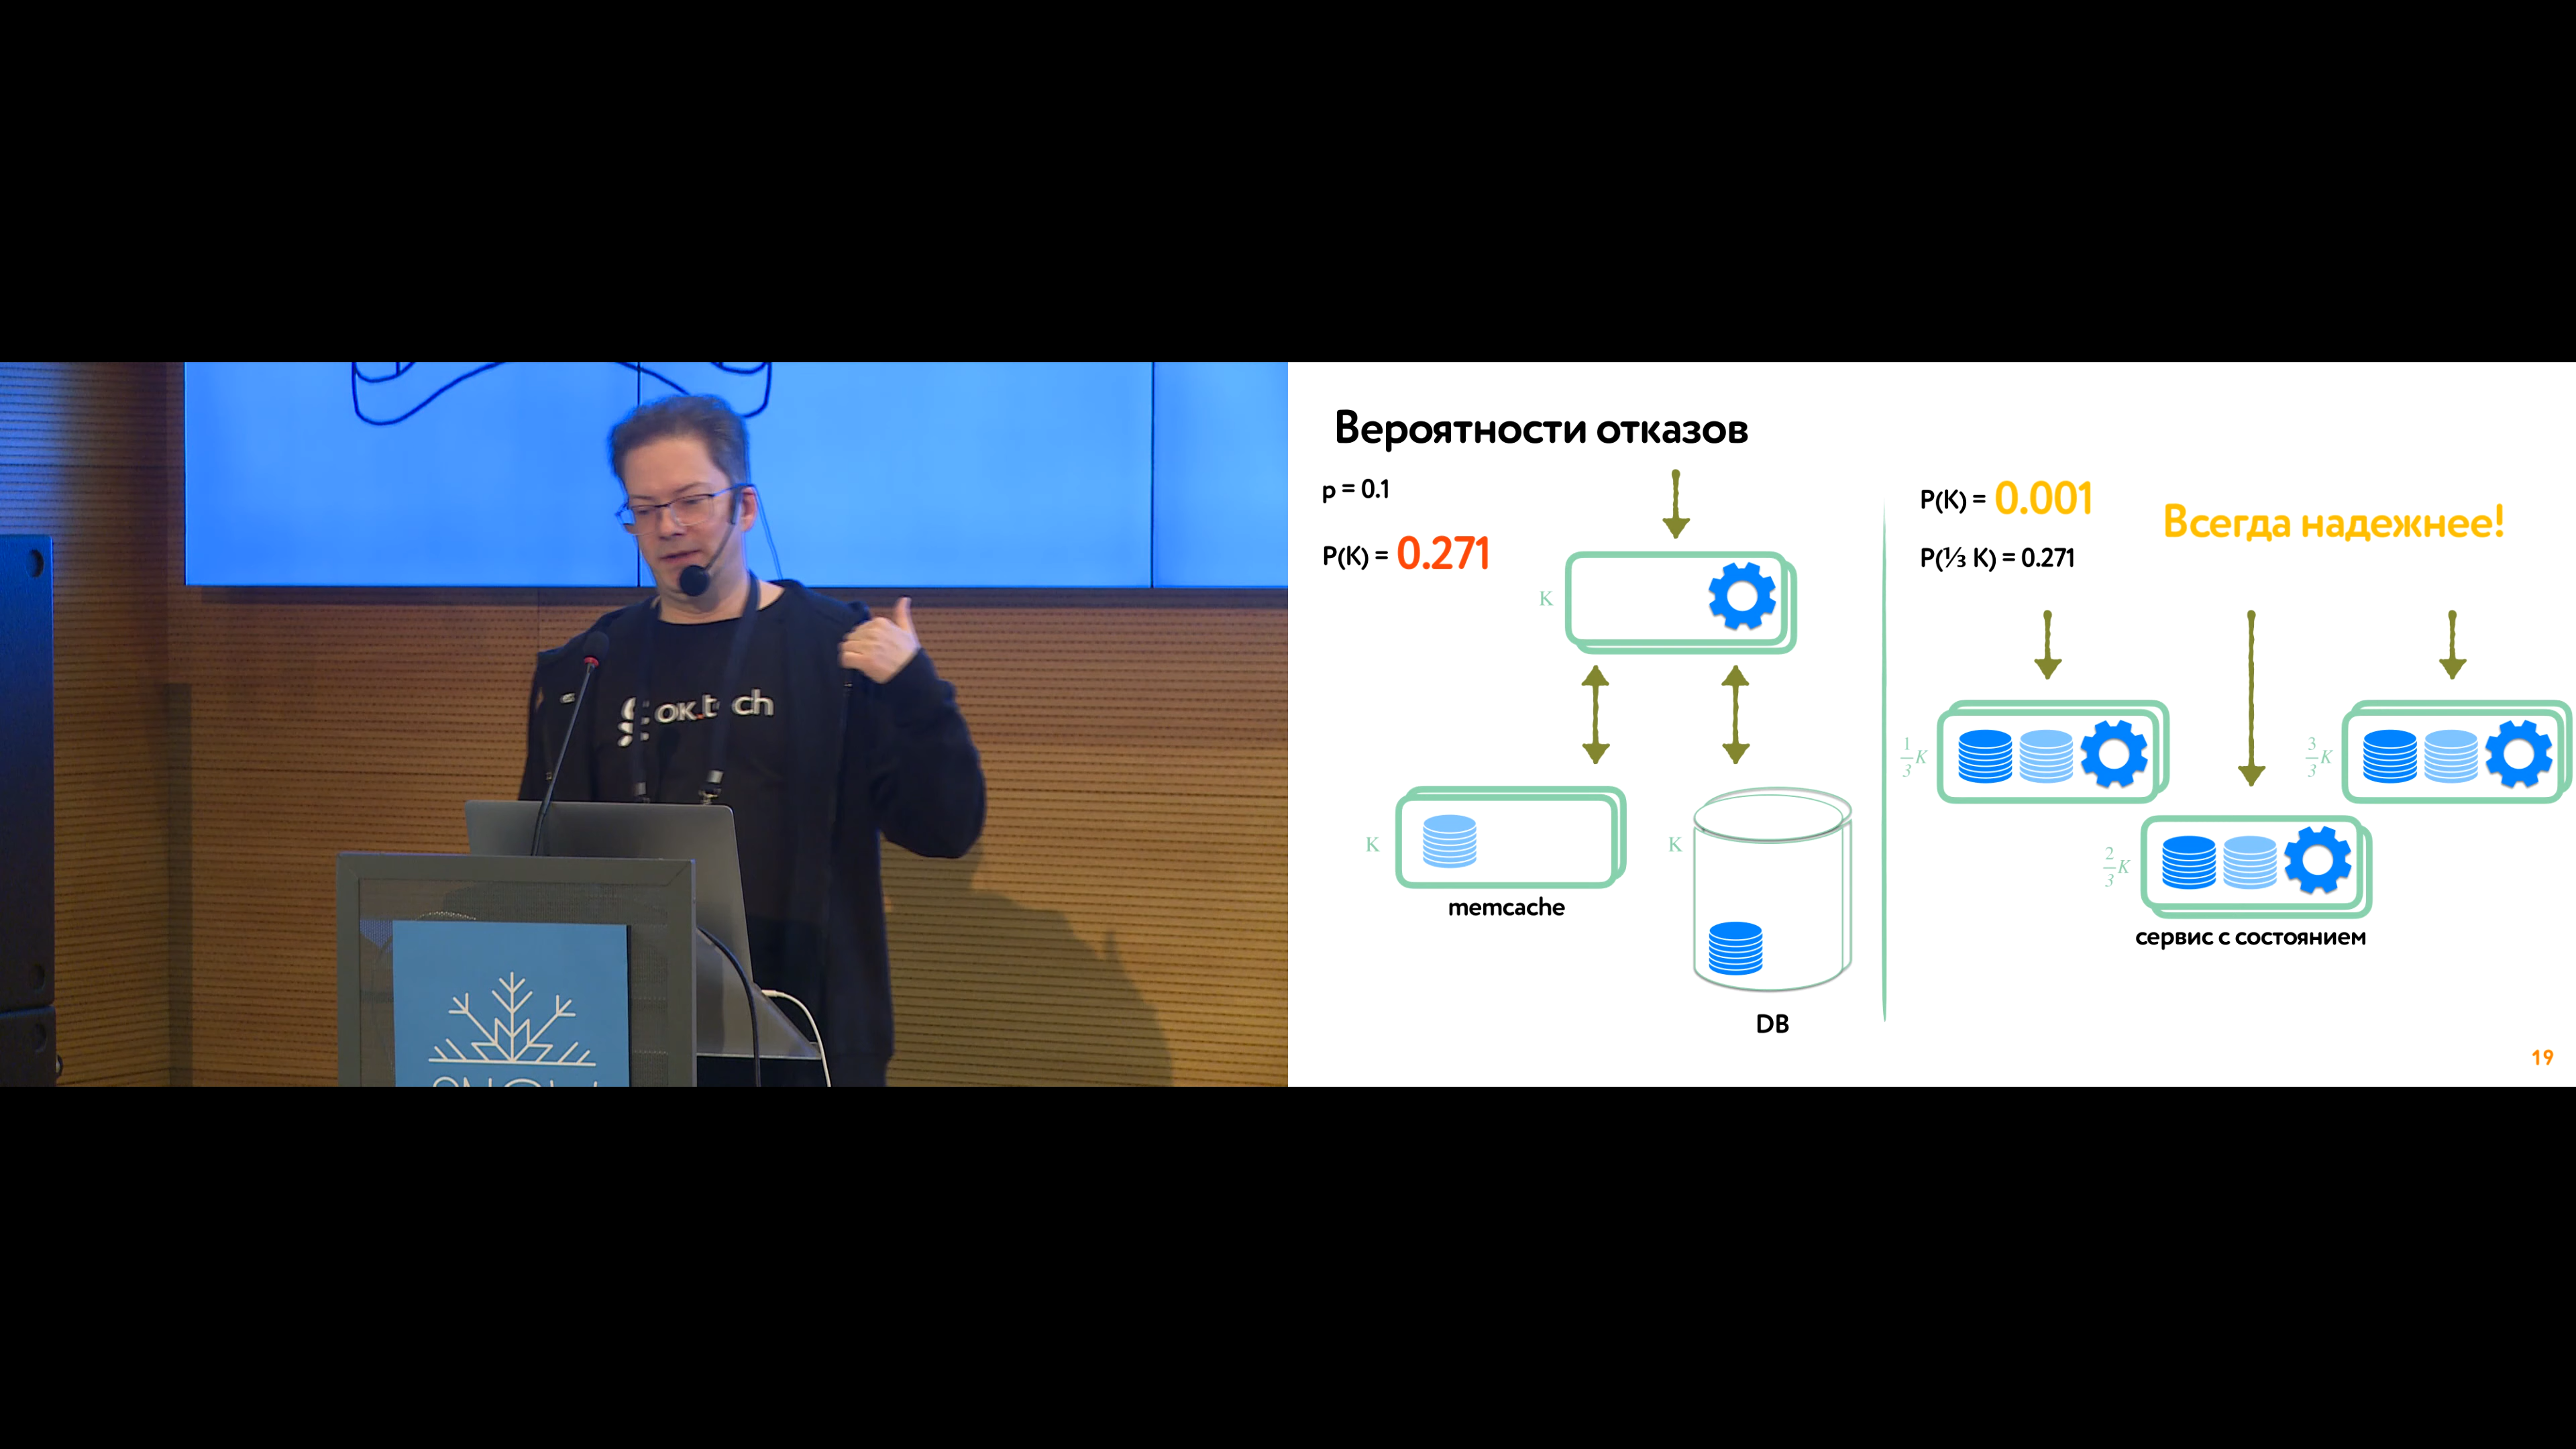 ok.tech
Вероятности отказов
p = 0.1
P(K) = 0.271
K
K
K
memcache
DB
P(K) = 0.001
P(⅓ K) = 0.271
Всегда надежнее!
1/3 K
3/3 K
2/3 K
сервис с состоянием
19